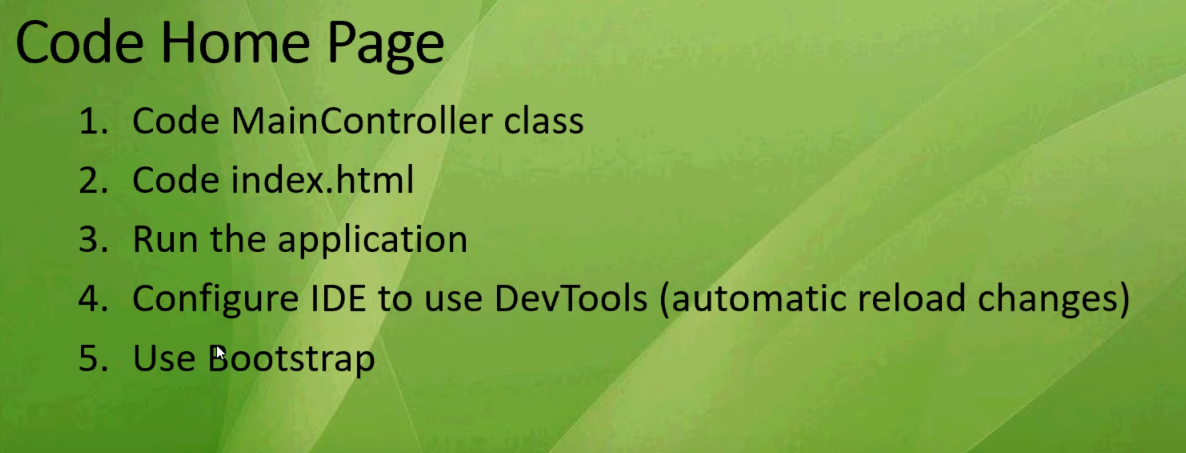 Code Home Page
1. Code MainController class
2. Code index.html
3. Run the application
4. Configure IDE to use DevTools (automatic reload changes)
5. Use Bootstrap